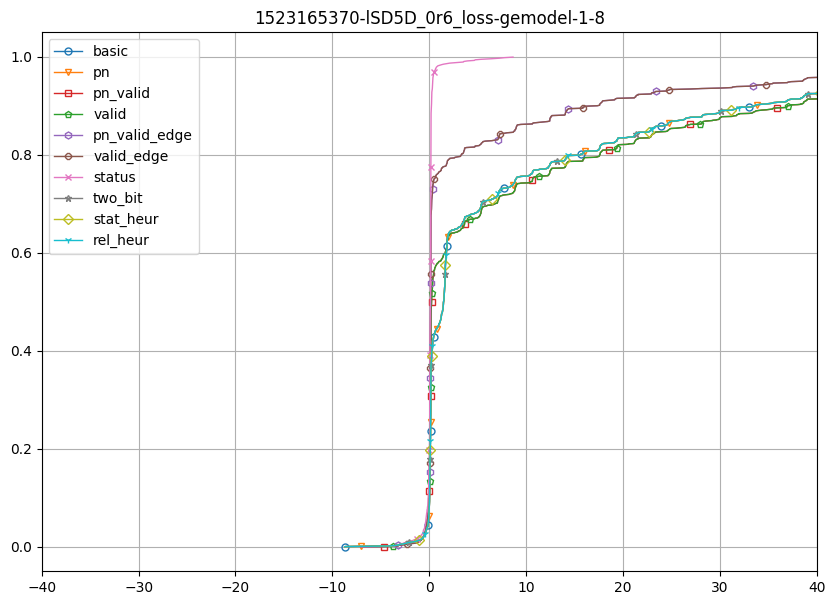 1523165370-lSD5D_0r6_loss-gemodel-1-8
1.0
0.8
0.6
0.4
0.2
0.0
basic
pn
pn_valid
valid
pn_valid_edge
valid_edge
status
two_bit
stat_heur
rel_heur
−40
−30
−20
−10
0
10
20
30
40